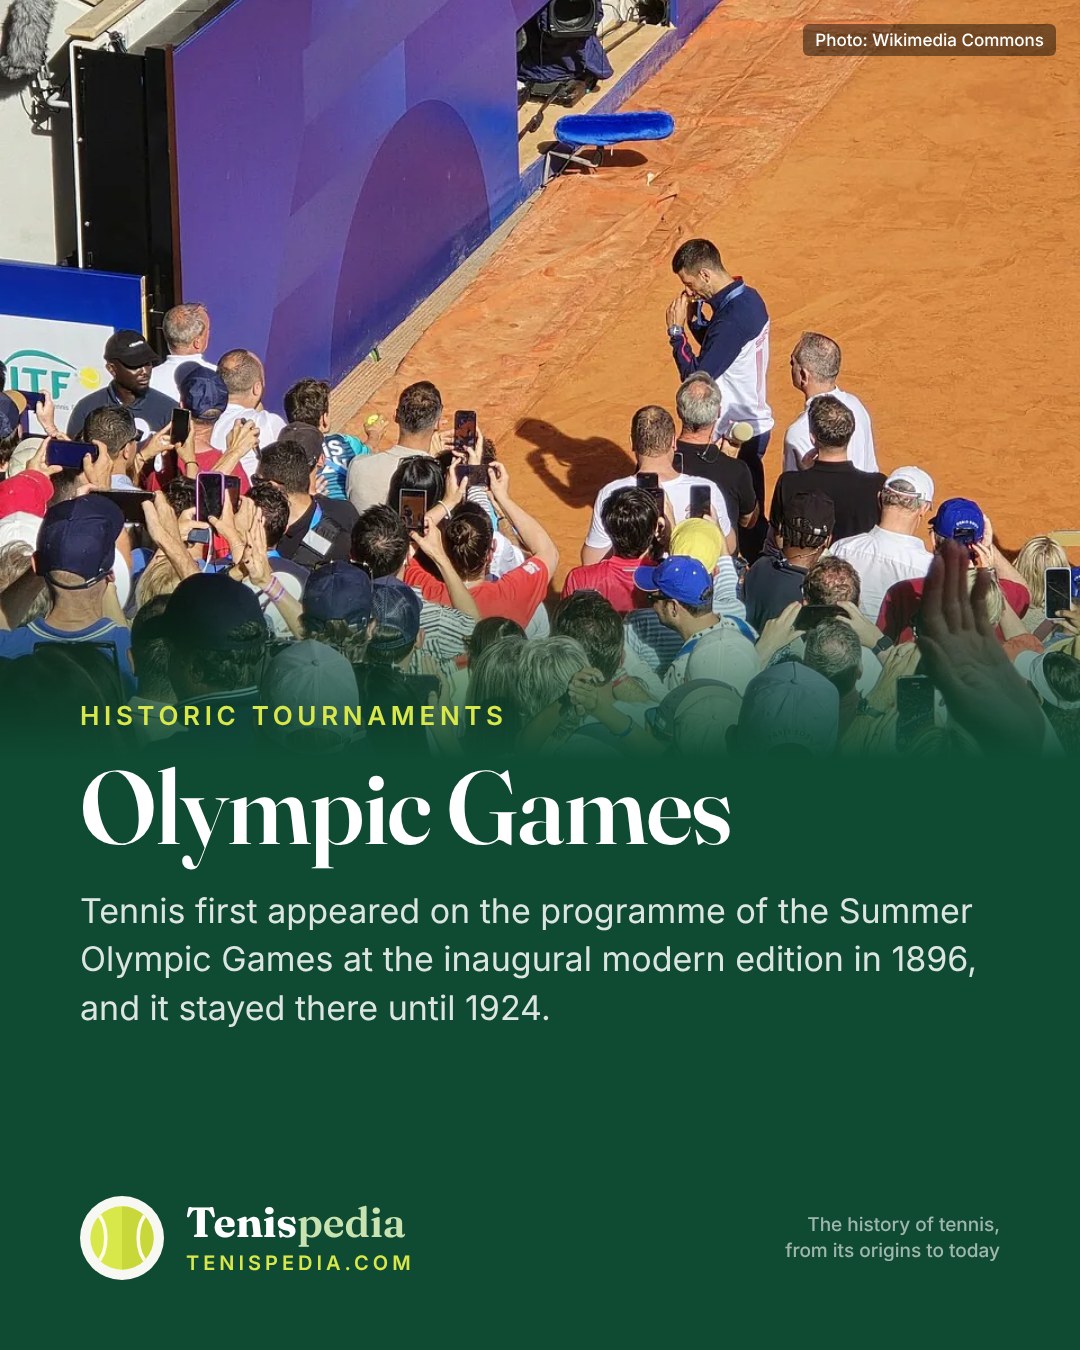 Photo: Wikimedia Commons
ITF
HISTORIC TOURNAMENTS
Olympic Games
Tennis first appeared on the programme of the Summer
Olympic Games at the inaugural modern edition in 1896,
and it stayed there until 1924.
Tenispedia
TENISPEDIA.COM
The history of tennis,
from its origins to today